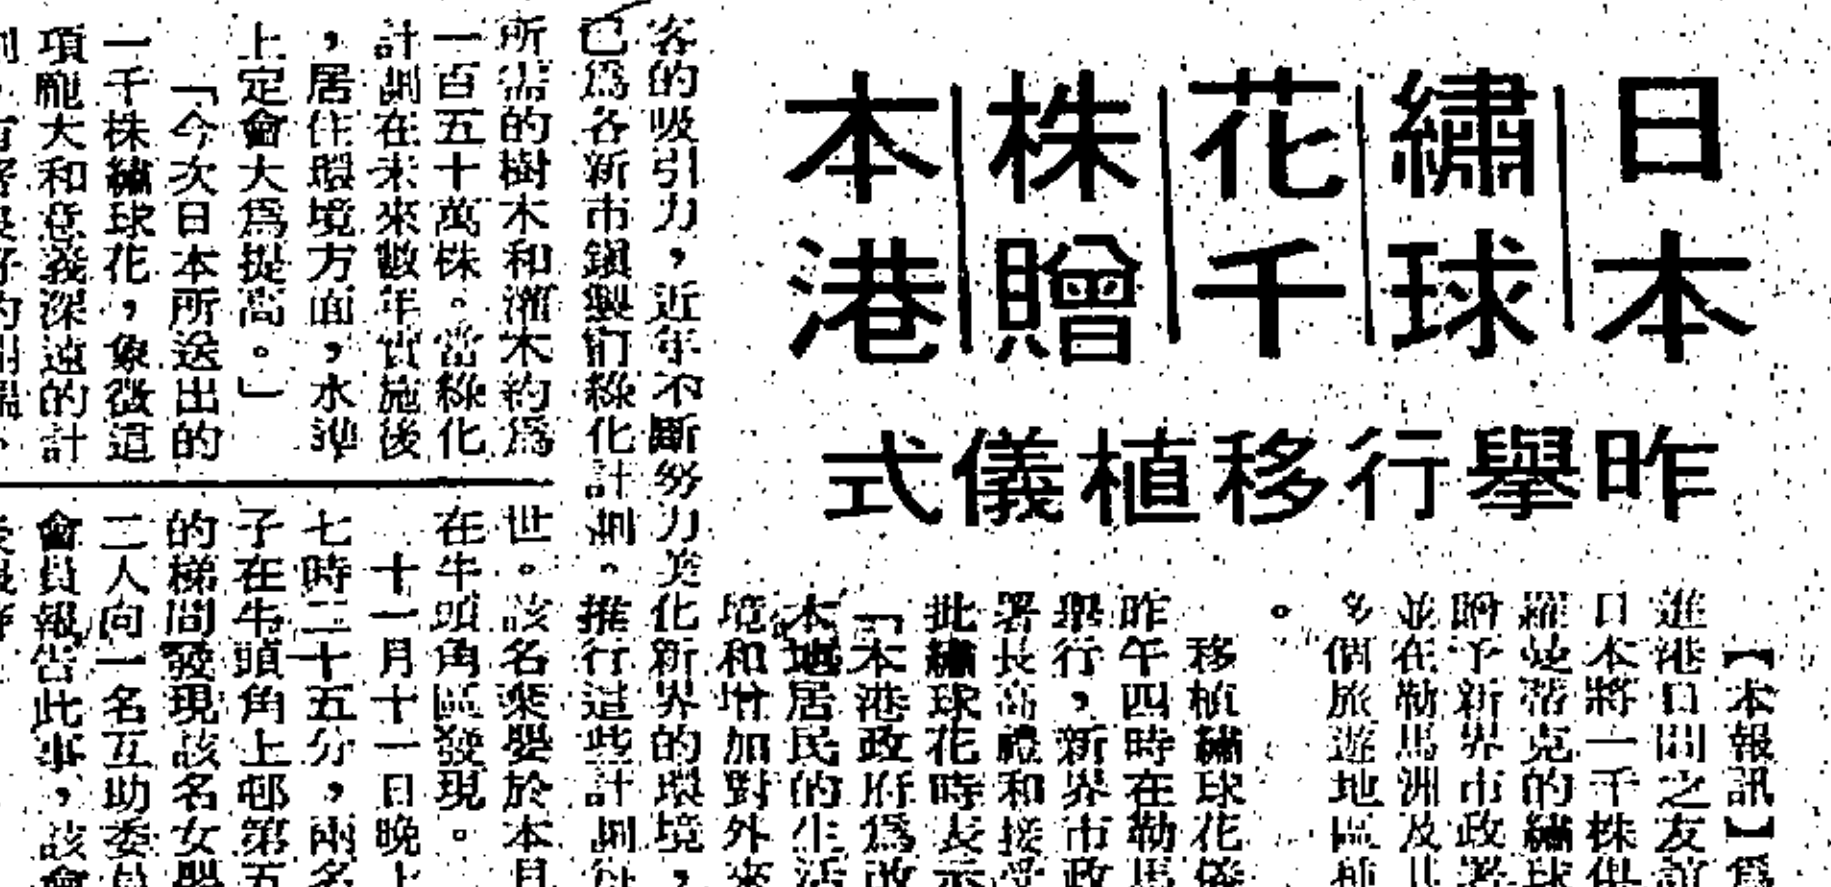 日本
繡球
花千
株贈
本港
昨舉行移植儀式
【本報訊】爲
進港日間之友誼
日本將一千株俱
羅曼蒂克的繡球
贈予新界市政署
並在勒馬洲及其
多個旅遊地區種
。
移植繡球花儀
昨午四時在勒馬
舉行，新界市政
署長高禮和接受
批繡球花時表示
「本港政府爲改
本地居民的生活
境和增加對外來
客的吸引力，近年不斷努力美化新界的環境，
已爲各新市鎭製訂綠化計劃。推行這些計劃每
所需的樹木和灌木約爲
一百五十萬株。當綠化
計劃在未來數年實施後
，居住環境方面，水準
上定會大爲提高。」
「今次日本所送出的
一千株繡球花，象徵這
項龐大和意義深遠的計
世。該名棄嬰於本月
在牛頭角區發現。
十一月十一日晚上
七時二十五分，兩名
子在牛頭角上邨第五
的梯間發現該名女嬰
二人向一名互助委員
會員報告此事，該會